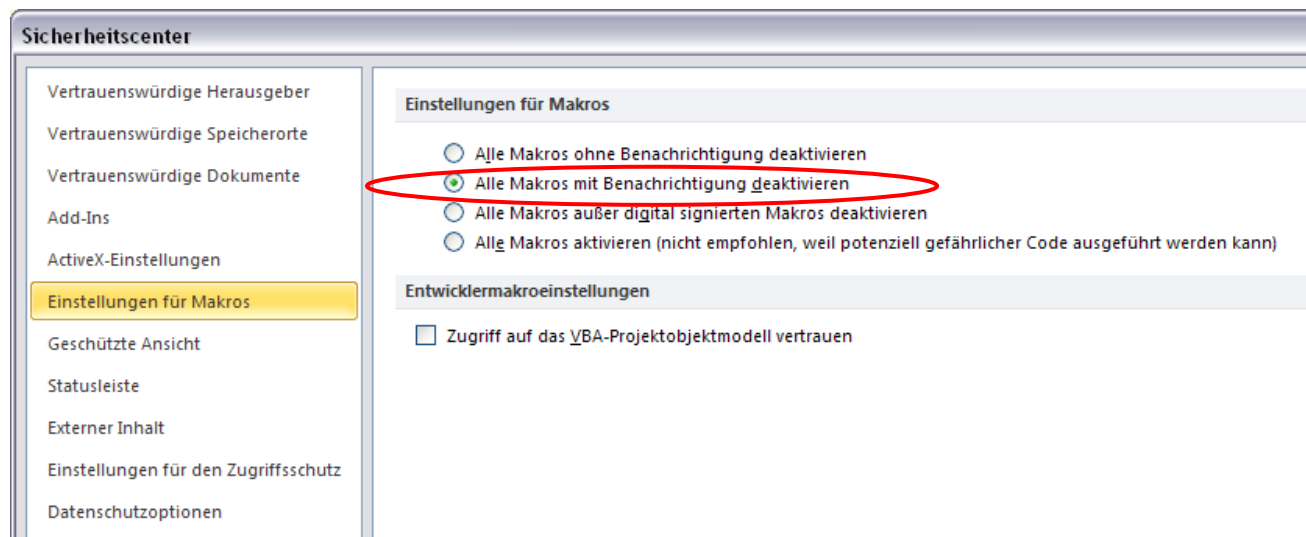 Sicherheitscenter
Vertrauenswürdige Herausgeber
Vertrauenswürdige Speicherorte
Vertrauenswürdige Dokumente
Add-Ins
ActiveX-Einstellungen
Einstellungen für Makros
Geschützte Ansicht
Statusleiste
Externer Inhalt
Einstellungen für den Zugriffsschutz
Datenschutzoptionen
Einstellungen für Makros
Alle Makros ohne Benachrichtigung deaktivieren
Alle Makros mit Benachrichtigung deaktivieren
Alle Makros außer digital signierten Makros deaktivieren
Alle Makros aktivieren (nicht empfohlen, weil potenziell gefährlicher Code ausgeführt werden kann)
Entwicklermakroeinstellungen
Zugriff auf das VBA-Projektobjektmodell vertrauen